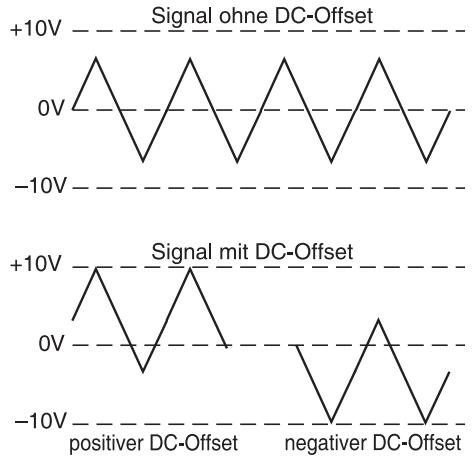 Signal ohne DC-Offset
+10V
0V
–10V
Signal mit DC-Offset
+10V
0V
–10V
positiver DC-Offset negativer DC-Offset